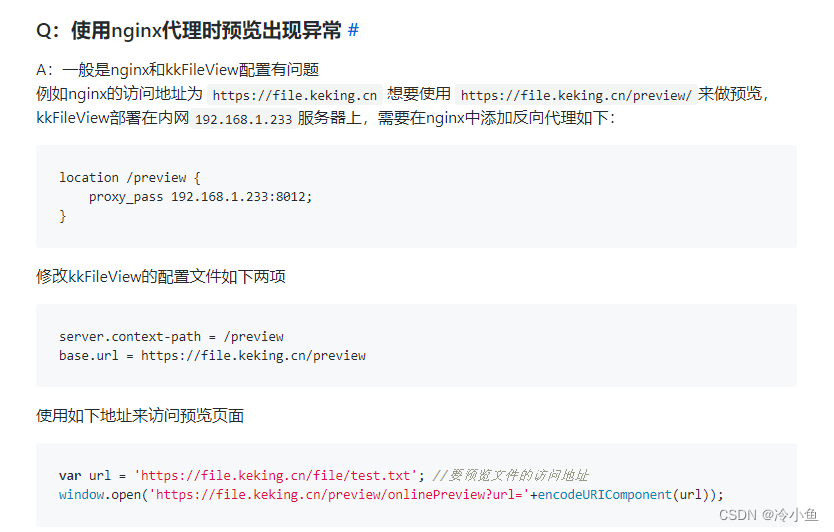 Q：使用nginx代理时预览出现异常 #
A：一般是nginx和kkFileView配置有问题
例如nginx的访问地址为 https://file.keking.cn 想要使用 https://file.keking.cn/preview/ 来做预览，
kkFileView部署在内网 192.168.1.233 服务器上，需要在nginx中添加反向代理如下：
location /preview {
    proxy_pass 192.168.1.233:8012;
}
修改kkFileView的配置文件如下两项
server.context-path = /preview
base.url = https://file.keking.cn/preview
使用如下地址来访问预览页面
var url = 'https://file.keking.cn/file/test.txt'; //要预览文件的访问地址
window.open('https://file.keking.cn/preview/onlinePreview?url='+encodeURIComponent(url));
CSDN @冷小鱼